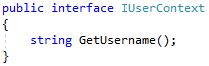 public interface IUserContext
{
    string GetUsername();
}